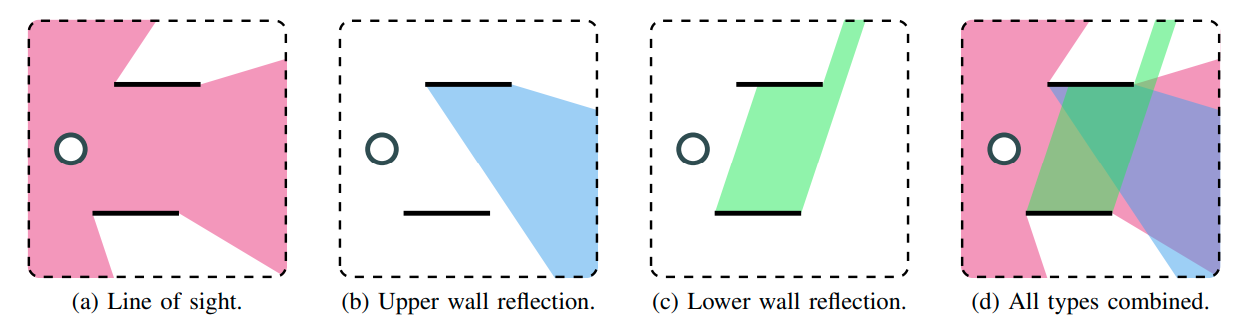 (a) Line of sight.
(b) Upper wall reflection.
(c) Lower wall reflection.
(d) All types combined.